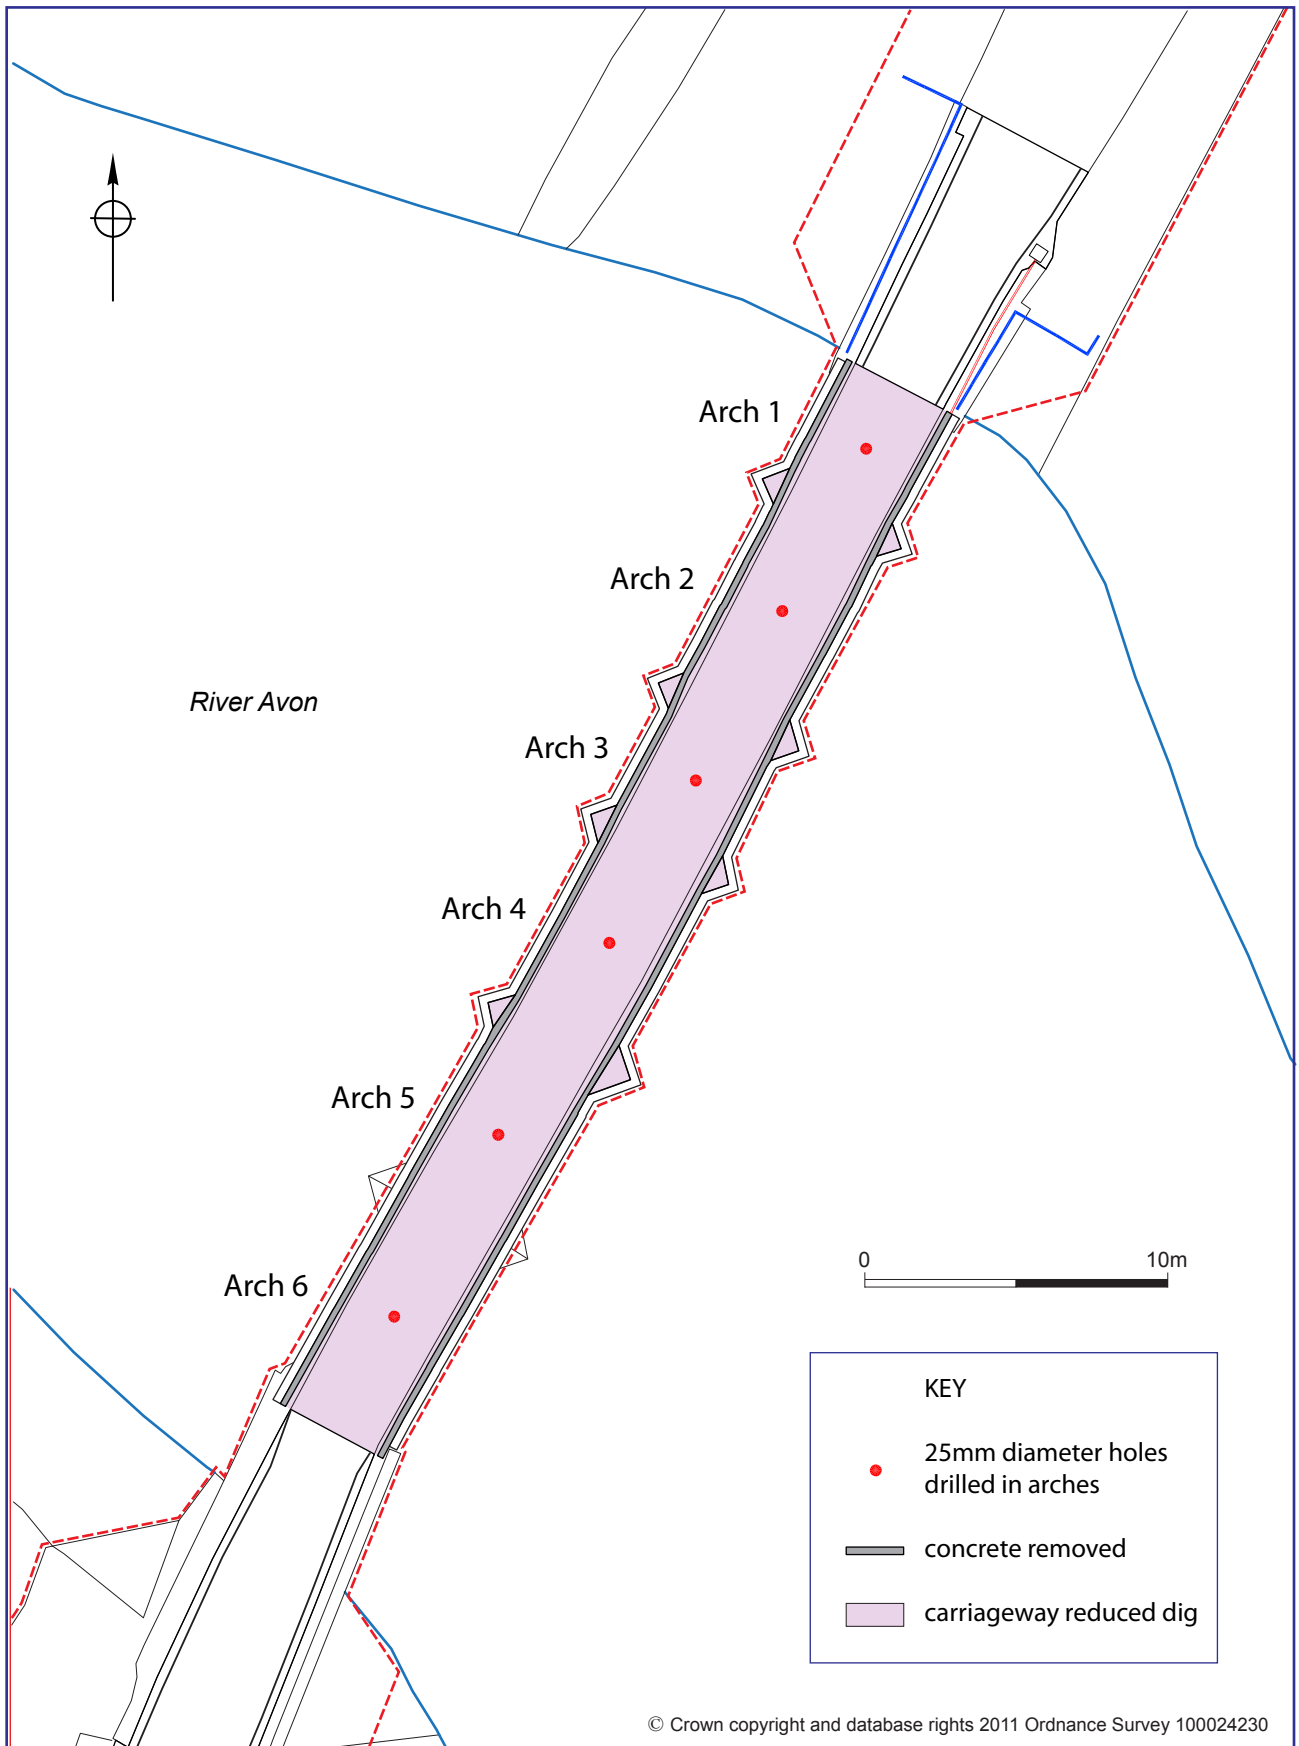 Arch 1
Arch 2
River Avon
Arch 3
Arch 4
Arch 5
Arch 6
0 10m
KEY
25mm diameter holes
drilled in arches
concrete removed
carriageway reduced dig
© Crown copyright and database rights 2011 Ordnance Survey 100024230